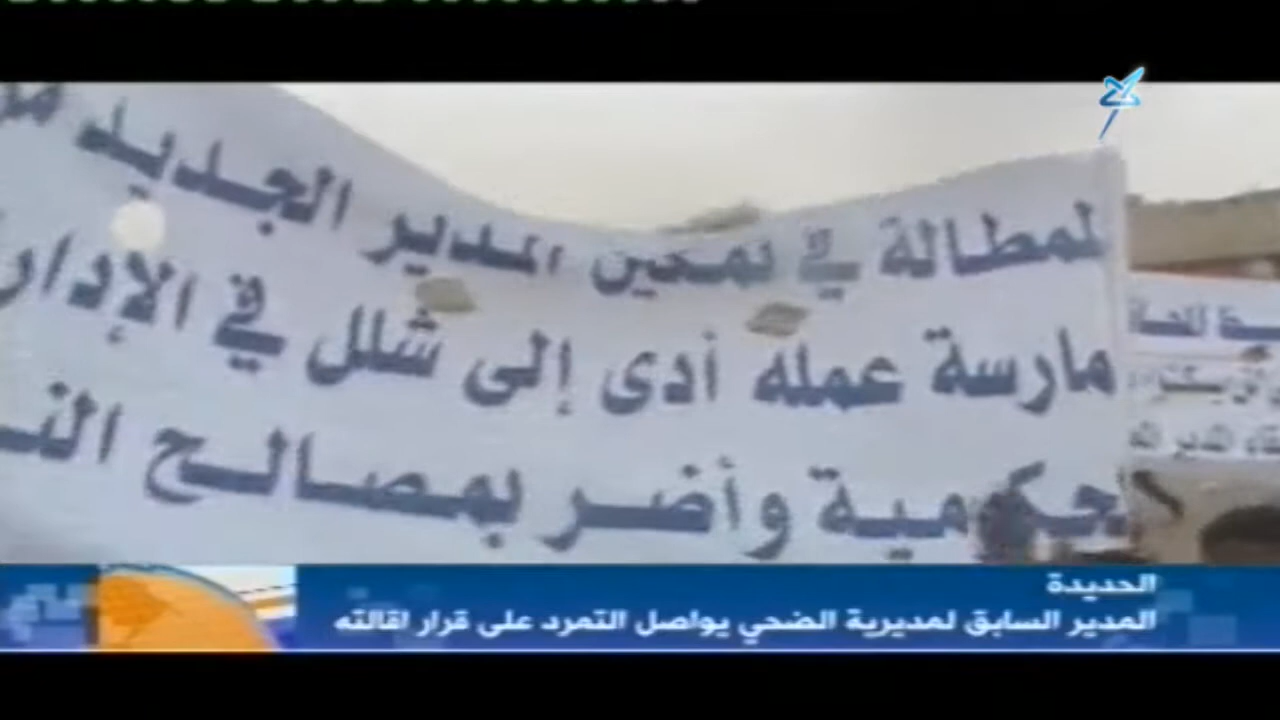 لمطالة في تمكين المدير الجديد
مارسة عمله أدى إلى شلل في الإدار
حكومية وأضر بمصالح النـ
الحديدة
المدير السابق لمديرية الضحي يواصل التمرد على قرار اقالته